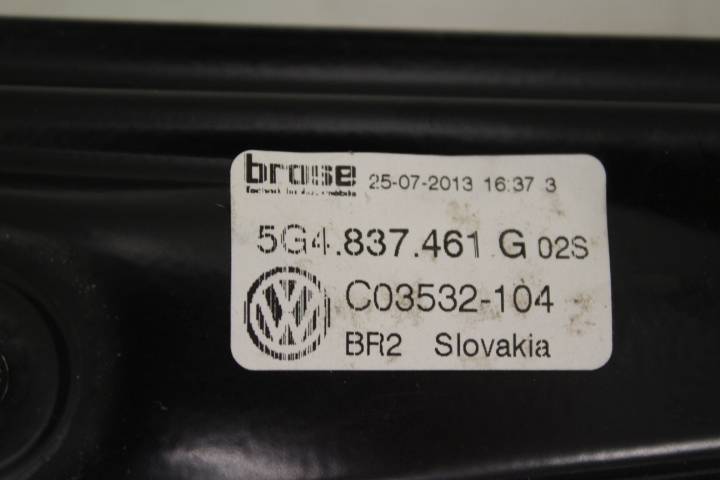 brose 25-07-2013 16:37 3
5G4.837.461 G 02S
C03532-104
BR2 Slovakia